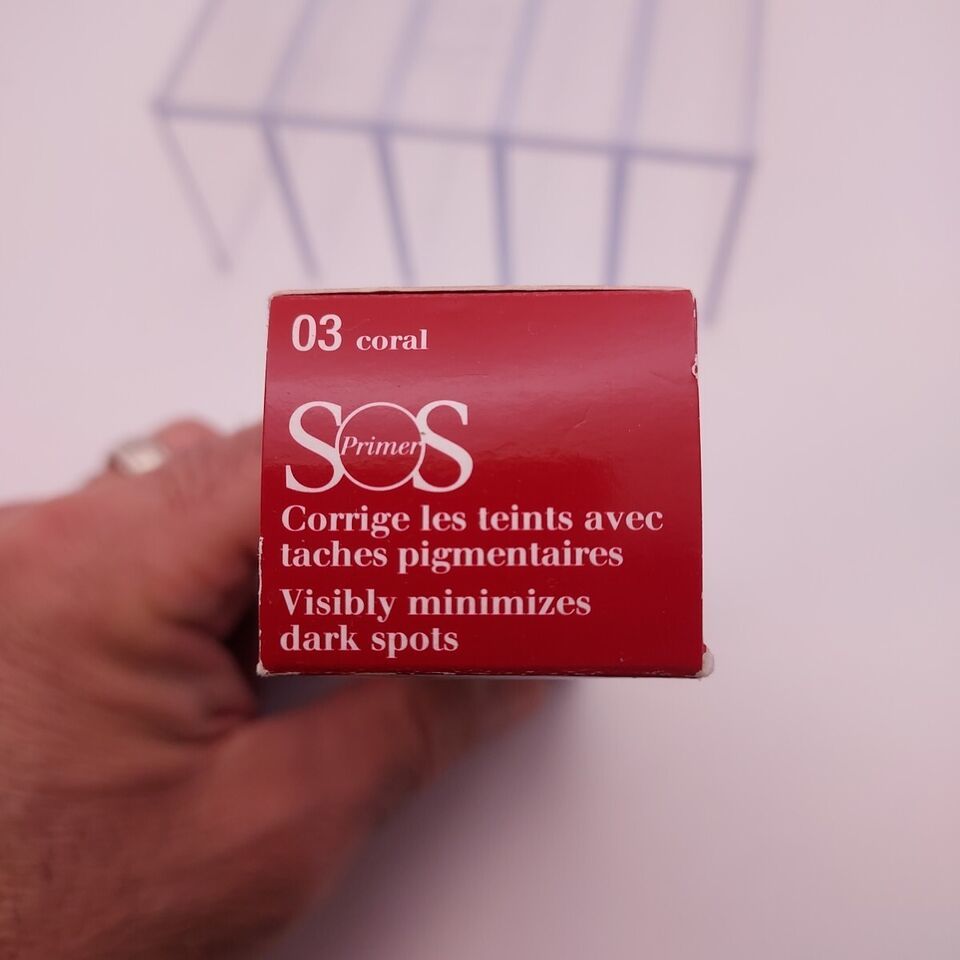 03 coral
SOS
Primer
Corrige les teints avec
taches pigmentaires
Visibly minimizes
dark spots